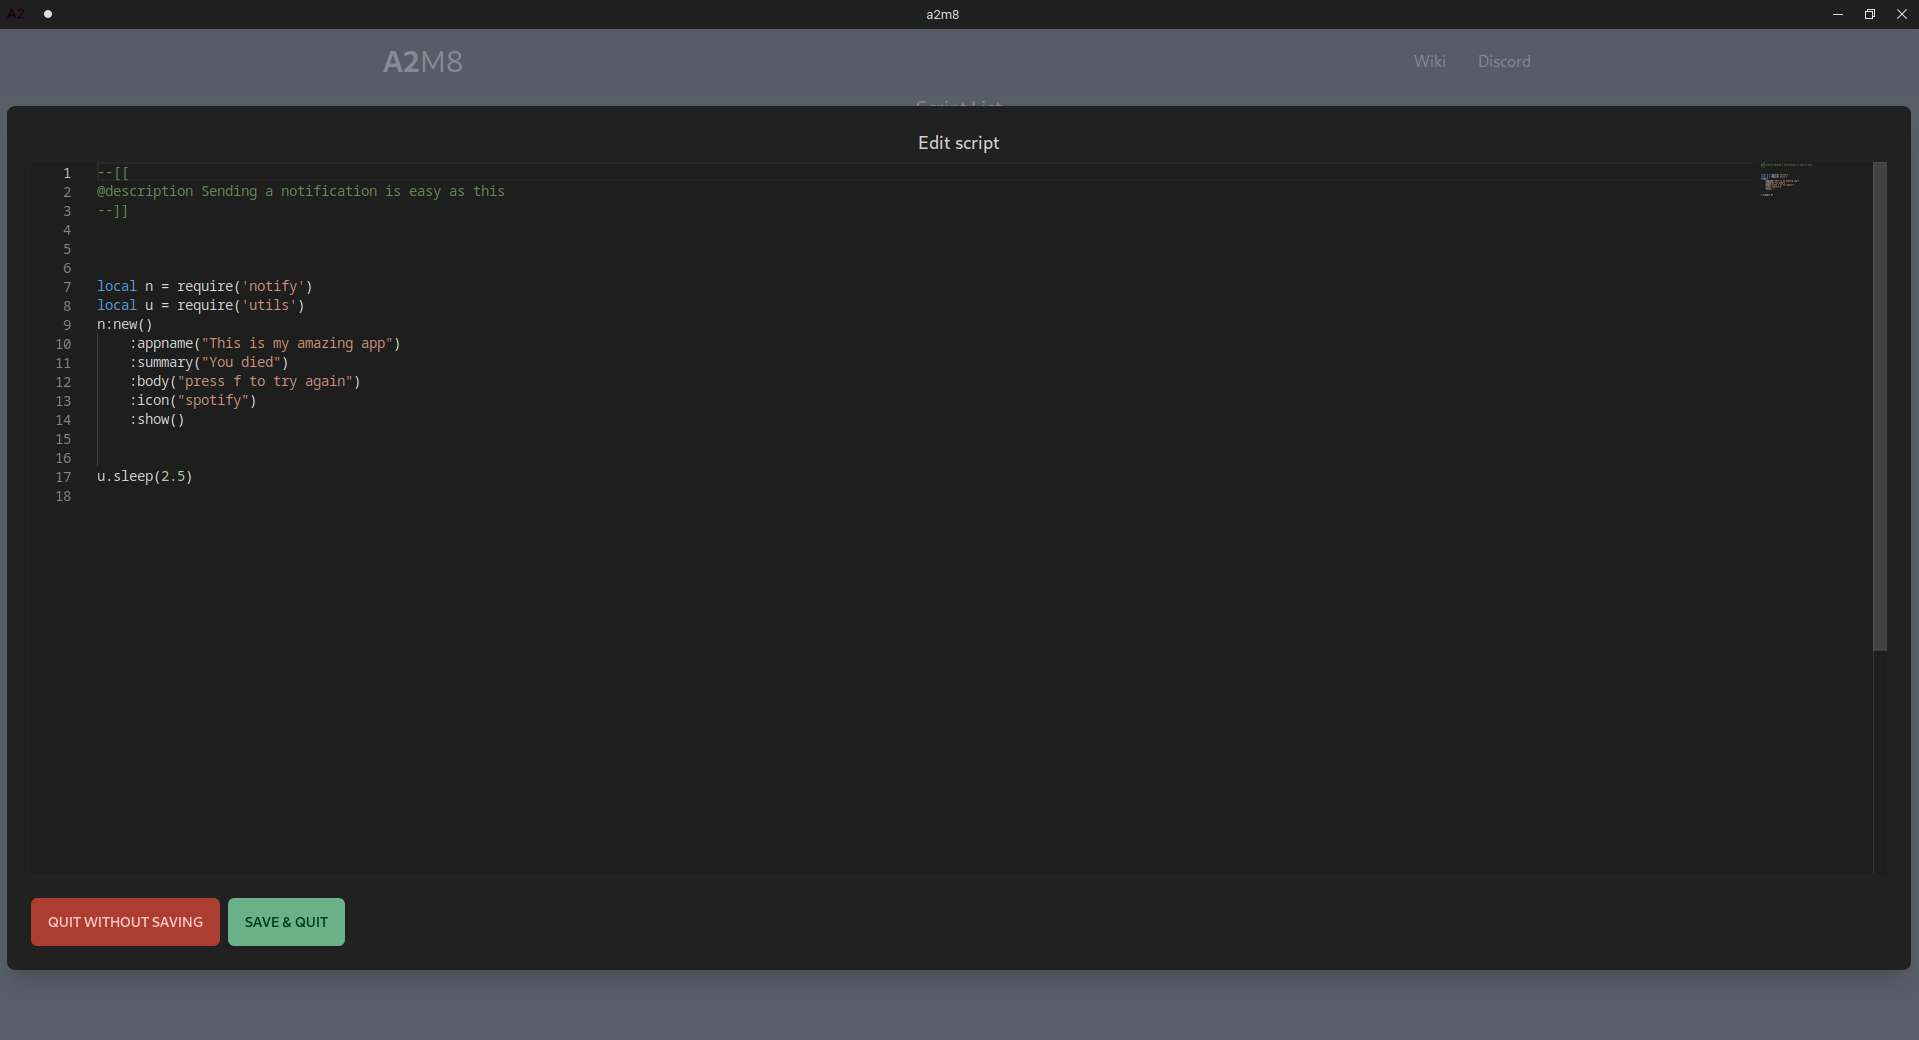 A2
a2m8
A2M8
Wiki Discord
Script List
Edit script
1 --[[
2 @description Sending a notification is easy as this
3 --]]
4
5
6
7 local n = require('notify')
8 local u = require('utils')
9 n:new()
10 :appname("This is my amazing app")
11 :summary("You died")
12 :body("press f to try again")
13 :icon("spotify")
14 :show()
15
16
17 u.sleep(2.5)
18
QUIT WITHOUT SAVING SAVE & QUIT